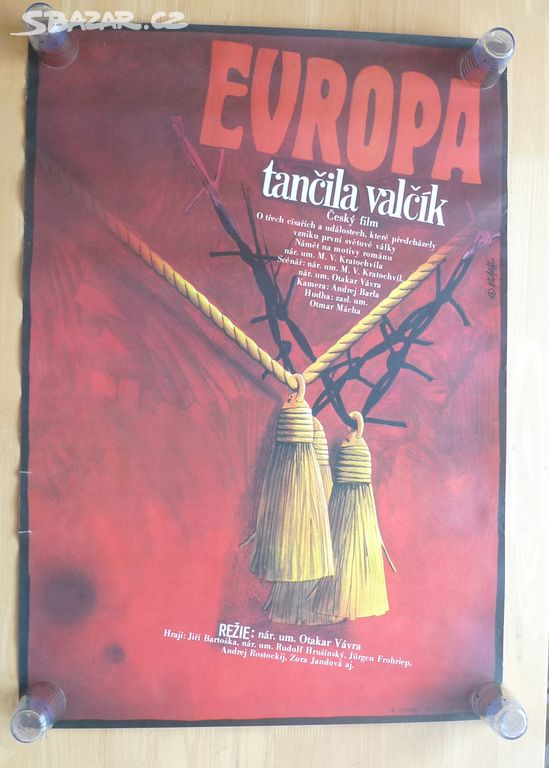 SBAZAR.CZ
EVROPA
tančila valčík
Český film
O třech císařích a událostech, které předcházely
vzniku první světové války
Námět na motivy románu
nár. um. M. V. Kratochvíla
Scénář: nár. um. M. V. Kratochvíl,
nár. um. Otakar Vávra
Kamera: Andrej Barla
Hudba: zasl. um.
Otmar Mácha
REŽIE: nár. um. Otakar Vávra
Hrají: Jiří Bartoška, nár. um. Rudolf Hrušínský, Jürgen Frohriep,
Andrej Rostockij, Zora Jandová aj.